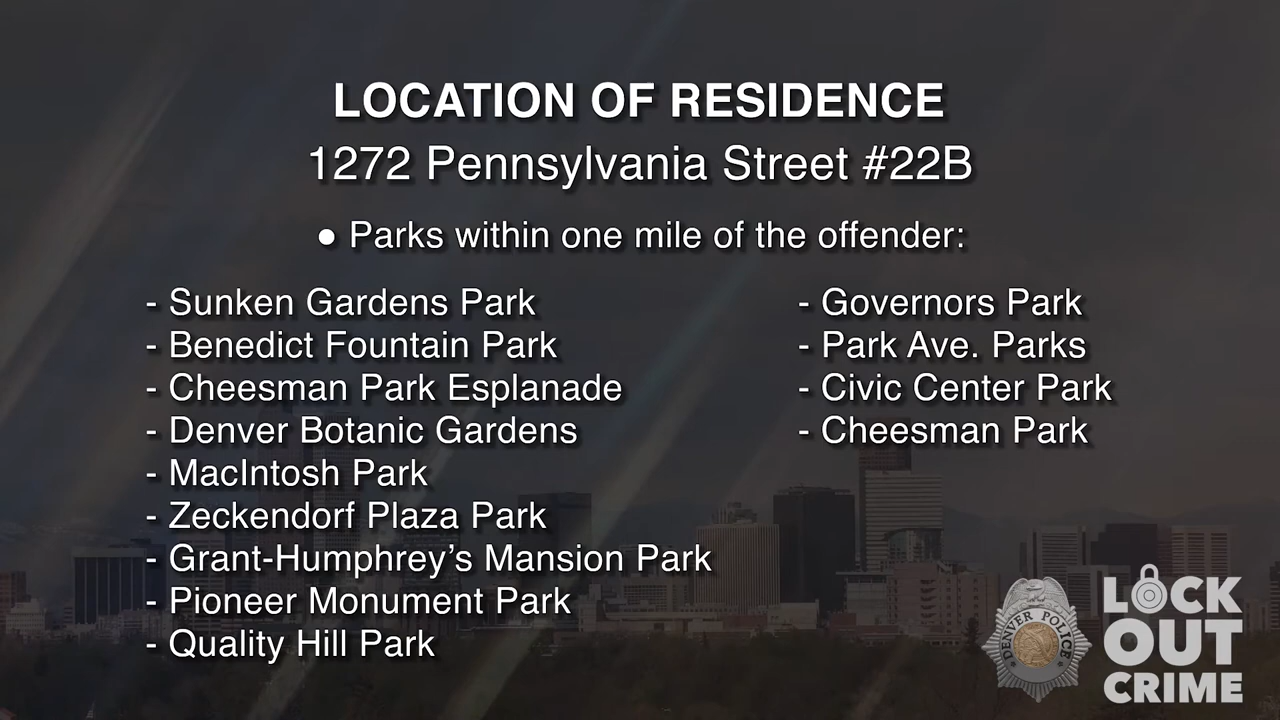 LOCATION OF RESIDENCE
1272 Pennsylvania Street #22B
● Parks within one mile of the offender:
- Sunken Gardens Park
- Benedict Fountain Park
- Cheesman Park Esplanade
- Denver Botanic Gardens
- MacIntosh Park
- Zeckendorf Plaza Park
- Grant-Humphrey’s Mansion Park
- Pioneer Monument Park
- Quality Hill Park
- Governors Park
- Park Ave. Parks
- Civic Center Park
- Cheesman Park
DENVER POLICE
LOCK
OUT
CRIME